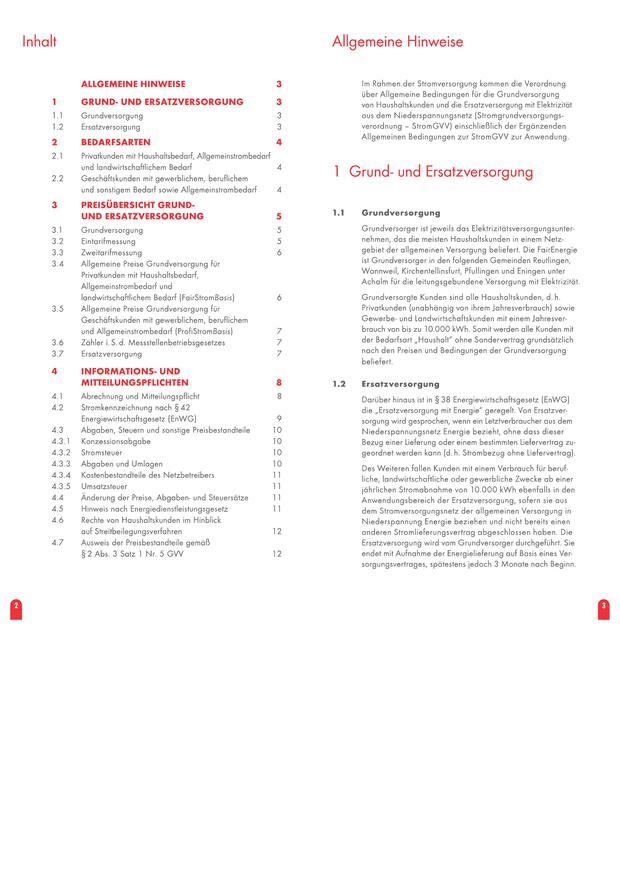 Inhalt
ALLGEMEINE HINWEISE 3
1 GRUND- UND ERSATZVERSORGUNG 3
1.1 Grundversorgung 3
1.2 Ersatzversorgung 3
2 BEDARFSARTEN 4
2.1 Privatkunden mit Haushaltsbedarf, Allgemeinstrombedarf
und landwirtschaftlichem Bedarf 4
2.2 Geschäftskunden mit gewerblichem, beruflichem
und sonstigem Bedarf sowie Allgemeinstrombedarf 4
3 PREISÜBERSICHT GRUND-
UND ERSATZVERSORGUNG 5
3.1 Grundversorgung 5
3.2 Eintarifmessung 5
3.3 Zweitarifmessung 6
3.4 Allgemeine Preise Grundversorgung für
Privatkunden mit Haushaltsbedarf,
Allgemeinstrombedarf und
landwirtschaftlichem Bedarf (FairStromBasis) 6
3.5 Allgemeine Preise Grundversorgung für
Geschäftskunden mit gewerblichem, beruflichem
und Allgemeinstrombedarf (ProfiStromBasis) 7
3.6 Zähler i. S. d. Messstellenbetriebsgesetzes 7
3.7 Ersatzversorgung 7
4 INFORMATIONS- UND
MITTEILUNGSPFLICHTEN 8
4.1 Abrechnung und Mitteilungspflicht 8
4.2 Stromkennzeichnung nach § 42
Energiewirtschaftsgesetz (EnWG) 9
4.3 Abgaben, Steuern und sonstige Preisbestandteile 10
4.3.1 Konzessionsabgabe 10
4.3.2 Stromsteuer 10
4.3.3 Abgaben und Umlagen 10
4.3.4 Kostenbestandteile des Netzbetreibers 11
4.3.5 Umsatzsteuer 11
4.4 Änderung der Preise, Abgaben- und Steuersätze 11
4.5 Hinweis nach Energiedienstleistungsgesetz 11
4.6 Rechte von Haushaltskunden im Hinblick
auf Streitbeilegungsverfahren 12
4.7 Ausweis der Preisbestandteile gemäß
§ 2 Abs. 3 Satz 1 Nr. 5 GVV 12
2
Allgemeine Hinweise
Im Rahmen der Stromversorgung kommen die Verordnung
über Allgemeine Bedingungen für die Grundversorgung
von Haushaltskunden und die Ersatzversorgung mit Elektrizität
aus dem Niederspannungsnetz (Stromgrundversorgungs-
verordnung – StromGVV) einschließlich der Ergänzenden
Allgemeinen Bedingungen zur StromGVV zur Anwendung.
1 Grund- und Ersatzversorgung
1.1 Grundversorgung
Grundversorger ist jeweils das Elektrizitätsversorgungsunter-
nehmen, das die meisten Haushaltskunden in einem Netz-
gebiet der allgemeinen Versorgung beliefert. Die FairEnergie
ist Grundversorger in den folgenden Gemeinden Reutlingen,
Wannweil, Kirchentellinsfurt, Pfullingen und Eningen unter
Achalm für die leitungsgebundene Versorgung mit Elektrizität.
Grundversorgte Kunden sind alle Haushaltskunden, d. h.
Privatkunden (unabhängig von ihrem Jahresverbrauch) sowie
Gewerbe- und Landwirtschaftskunden mit einem Jahresver-
brauch von bis zu 10.000 kWh. Somit werden alle Kunden mit
der Bedarfsart „Haushalt“ ohne Sondervertrag grundsätzlich
nach den Preisen und Bedingungen der Grundversorgung
beliefert.
1.2 Ersatzversorgung
Darüber hinaus ist in § 38 Energiewirtschaftsgesetz (EnWG)
die „Ersatzversorgung mit Energie“ geregelt. Von Ersatzver-
sorgung wird gesprochen, wenn ein Letztverbraucher aus dem
Niederspannungsnetz Energie bezieht, ohne dass dieser
Bezug einer Lieferung oder einem bestimmten Liefervertrag zu-
geordnet werden kann (d. h. Strombezug ohne Liefervertrag).
Des Weiteren fallen Kunden mit einem Verbrauch für beruf-
liche, landwirtschaftliche oder gewerbliche Zwecke ab einer
jährlichen Stromabnahme von 10.000 kWh ebenfalls in den
Anwendungsbereich der Ersatzversorgung, sofern sie aus
dem Stromversorgungsnetz der allgemeinen Versorgung in
Niederspannung Energie beziehen und nicht bereits einen
anderen Stromlieferungsvertrag abgeschlossen haben. Die
Ersatzversorgung wird vom Grundversorger durchgeführt. Sie
endet mit Aufnahme der Energielieferung auf Basis eines Ver-
sorgungsvertrages, spätestens jedoch 3 Monate nach Beginn.
3